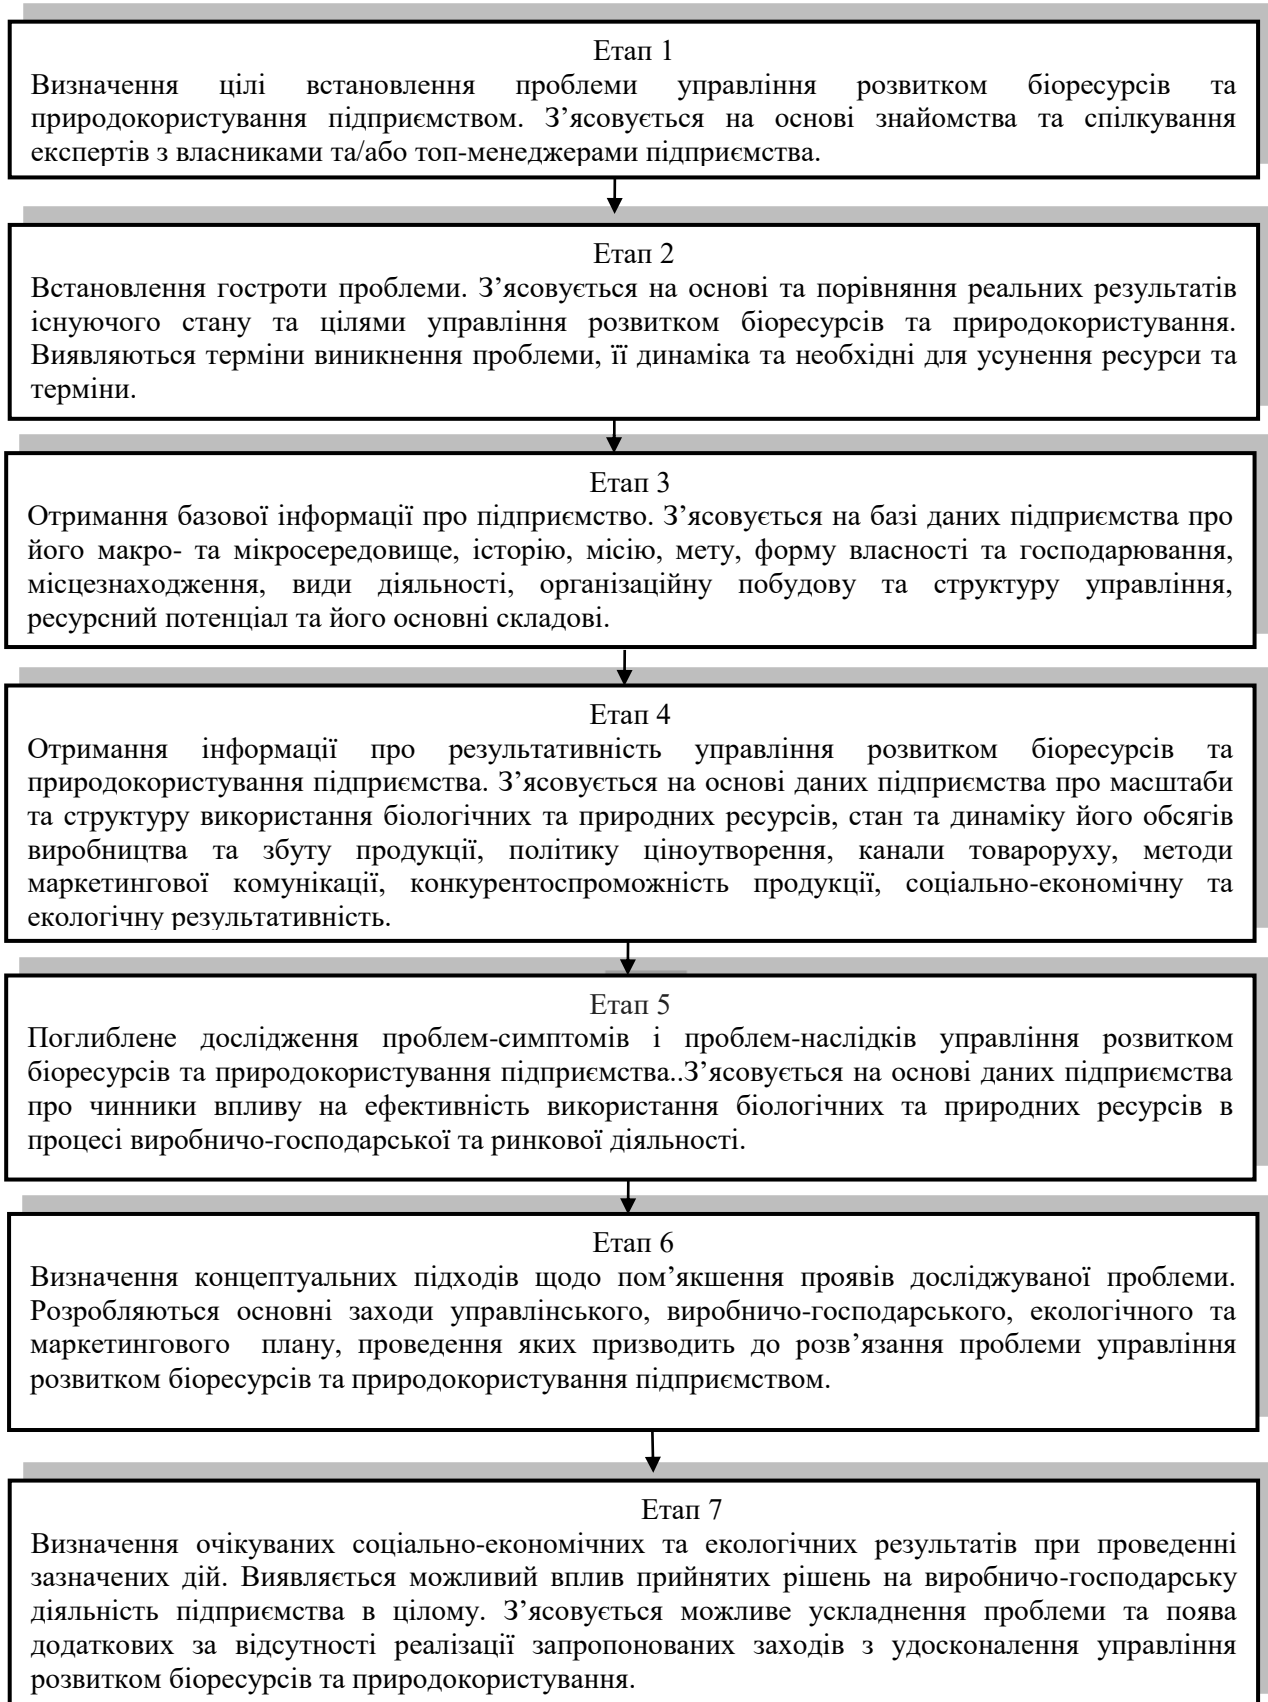 Етап 1
Визначення цілі встановлення проблеми управління розвитком біоресурсів та
природокористування підприємством. З’ясовується на основі знайомства та спілкування
експертів з власниками та/або топ-менеджерами підприємства.
Етап 2
Встановлення гостроти проблеми. З’ясовується на основі та порівняння реальних результатів
існуючого стану та цілями управління розвитком біоресурсів та природокористування.
Виявляються терміни виникнення проблеми, її динаміка та необхідні для усунення ресурси та
терміни.
Етап 3
Отримання базової інформації про підприємство. З’ясовується на базі даних підприємства про
його макро- та мікросередовище, історію, місію, мету, форму власності та господарювання,
місцезнаходження, види діяльності, організаційну побудову та структуру управління,
ресурсний потенціал та його основні складові.
Етап 4
Отримання інформації про результативність управління розвитком біоресурсів та
природокористування підприємства. З’ясовується на основі даних підприємства про масштаби
та структуру використання біологічних та природних ресурсів, стан та динаміку його обсягів
виробництва та збуту продукції, політику ціноутворення, канали товароруху, методи
маркетингової комунікації, конкурентоспроможність продукції, соціально-економічну та
екологічну результативність.
Етап 5
Поглиблене дослідження проблем-симптомів і проблем-наслідків управління розвитком
біоресурсів та природокористування підприємства..З’ясовується на основі даних підприємства
про чинники впливу на ефективність використання біологічних та природних ресурсів в
процесі виробничо-господарської та ринкової діяльності.
Етап 6
Визначення концептуальних підходів щодо пом’якшення проявів досліджуваної проблеми.
Розробляються основні заходи управлінського, виробничо-господарського, екологічного та
маркетингового плану, проведення яких призводить до розв’язання проблеми управління
розвитком біоресурсів та природокористування підприємством.
Етап 7
Визначення очікуваних соціально-економічних та екологічних результатів при проведенні
зазначених дій. Виявляється можливий вплив прийнятих рішень на виробничо-господарську
діяльність підприємства в цілому. З’ясовується можливе ускладнення проблеми та поява
додаткових за відсутності реалізації запропонованих заходів з удосконалення управління
розвитком біоресурсів та природокористування.